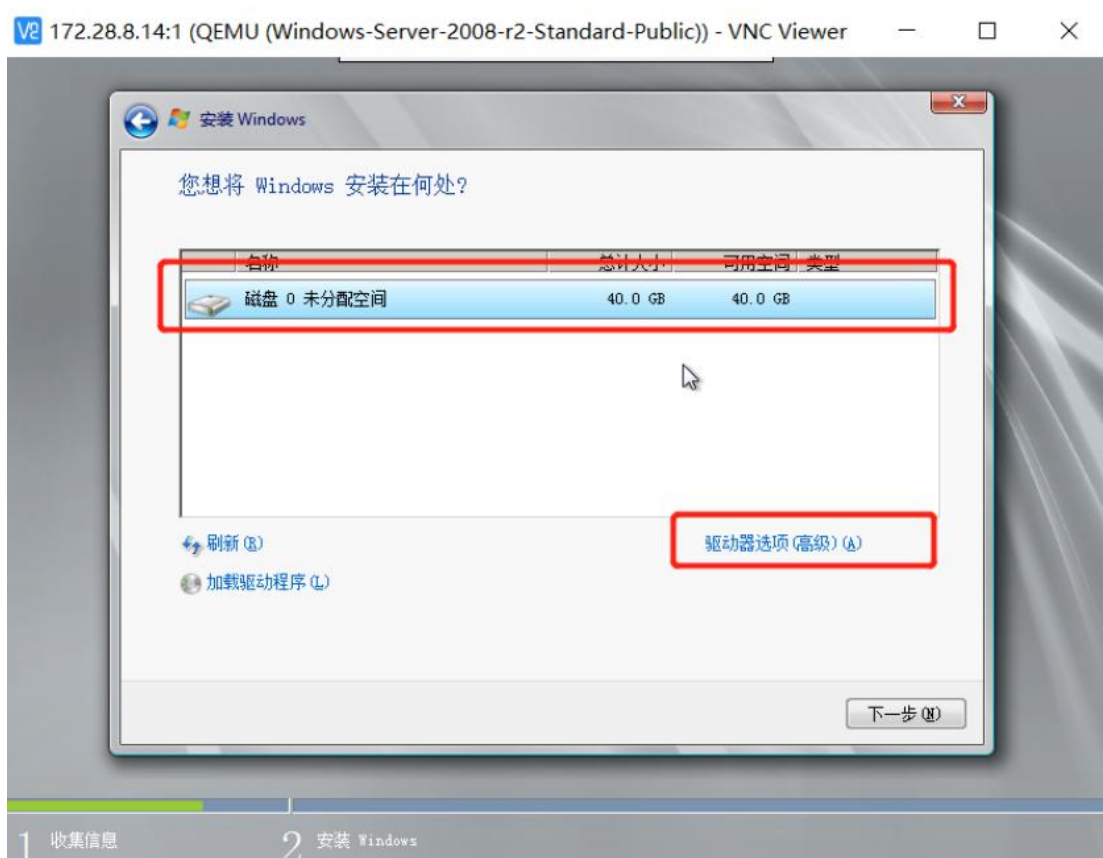 172.28.8.14:1 (QEMU (Windows-Server-2008-r2-Standard-Public)) - VNC Viewer
安装 Windows
您想将 Windows 安装在何处?
名称 总计大小 可用空间 类型
磁盘 0 未分配空间 40.0 GB 40.0 GB
刷新(R) 驱动器选项(高级)(A)
加载驱动程序(L)
下一步(N)
1 收集信息 2 安装 Windows